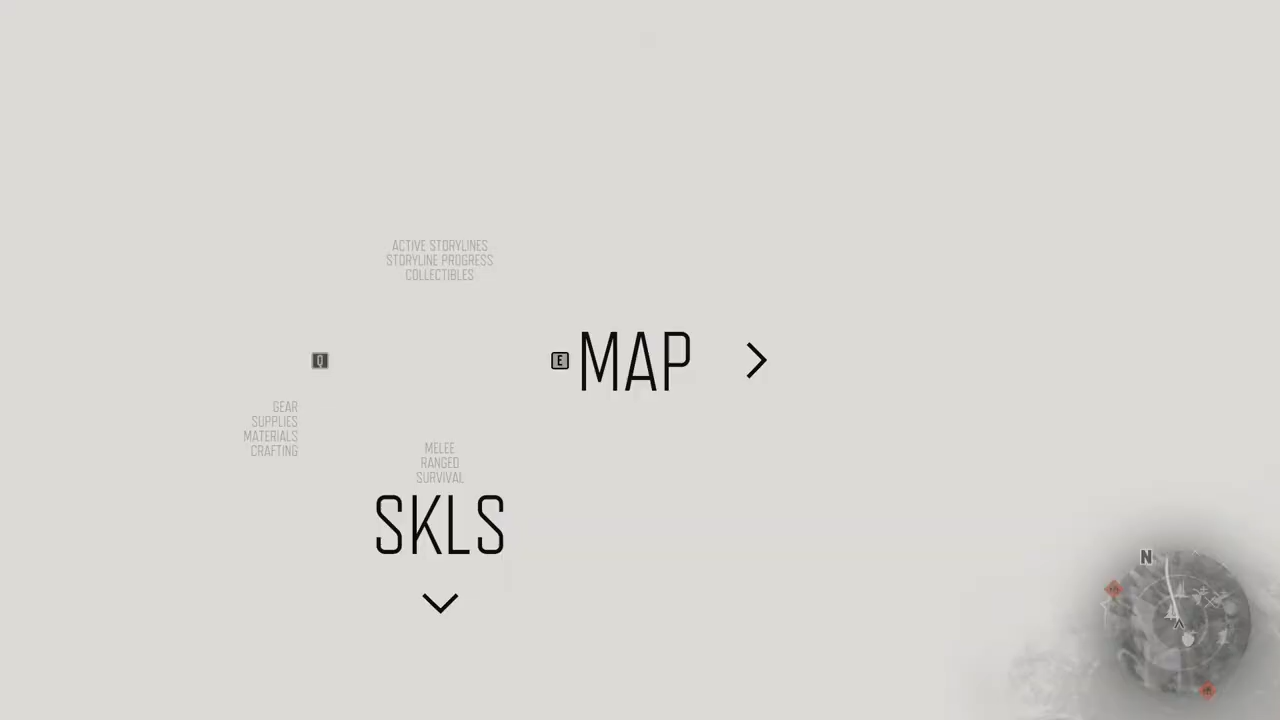 ACTIVE STORYLINES
STORYLINE PROGRESS
COLLECTIBLES
Q
E
MAP
GEAR
SUPPLIES
MATERIALS
CRAFTING
MELEE
RANGED
SURVIVAL
SKLS
N